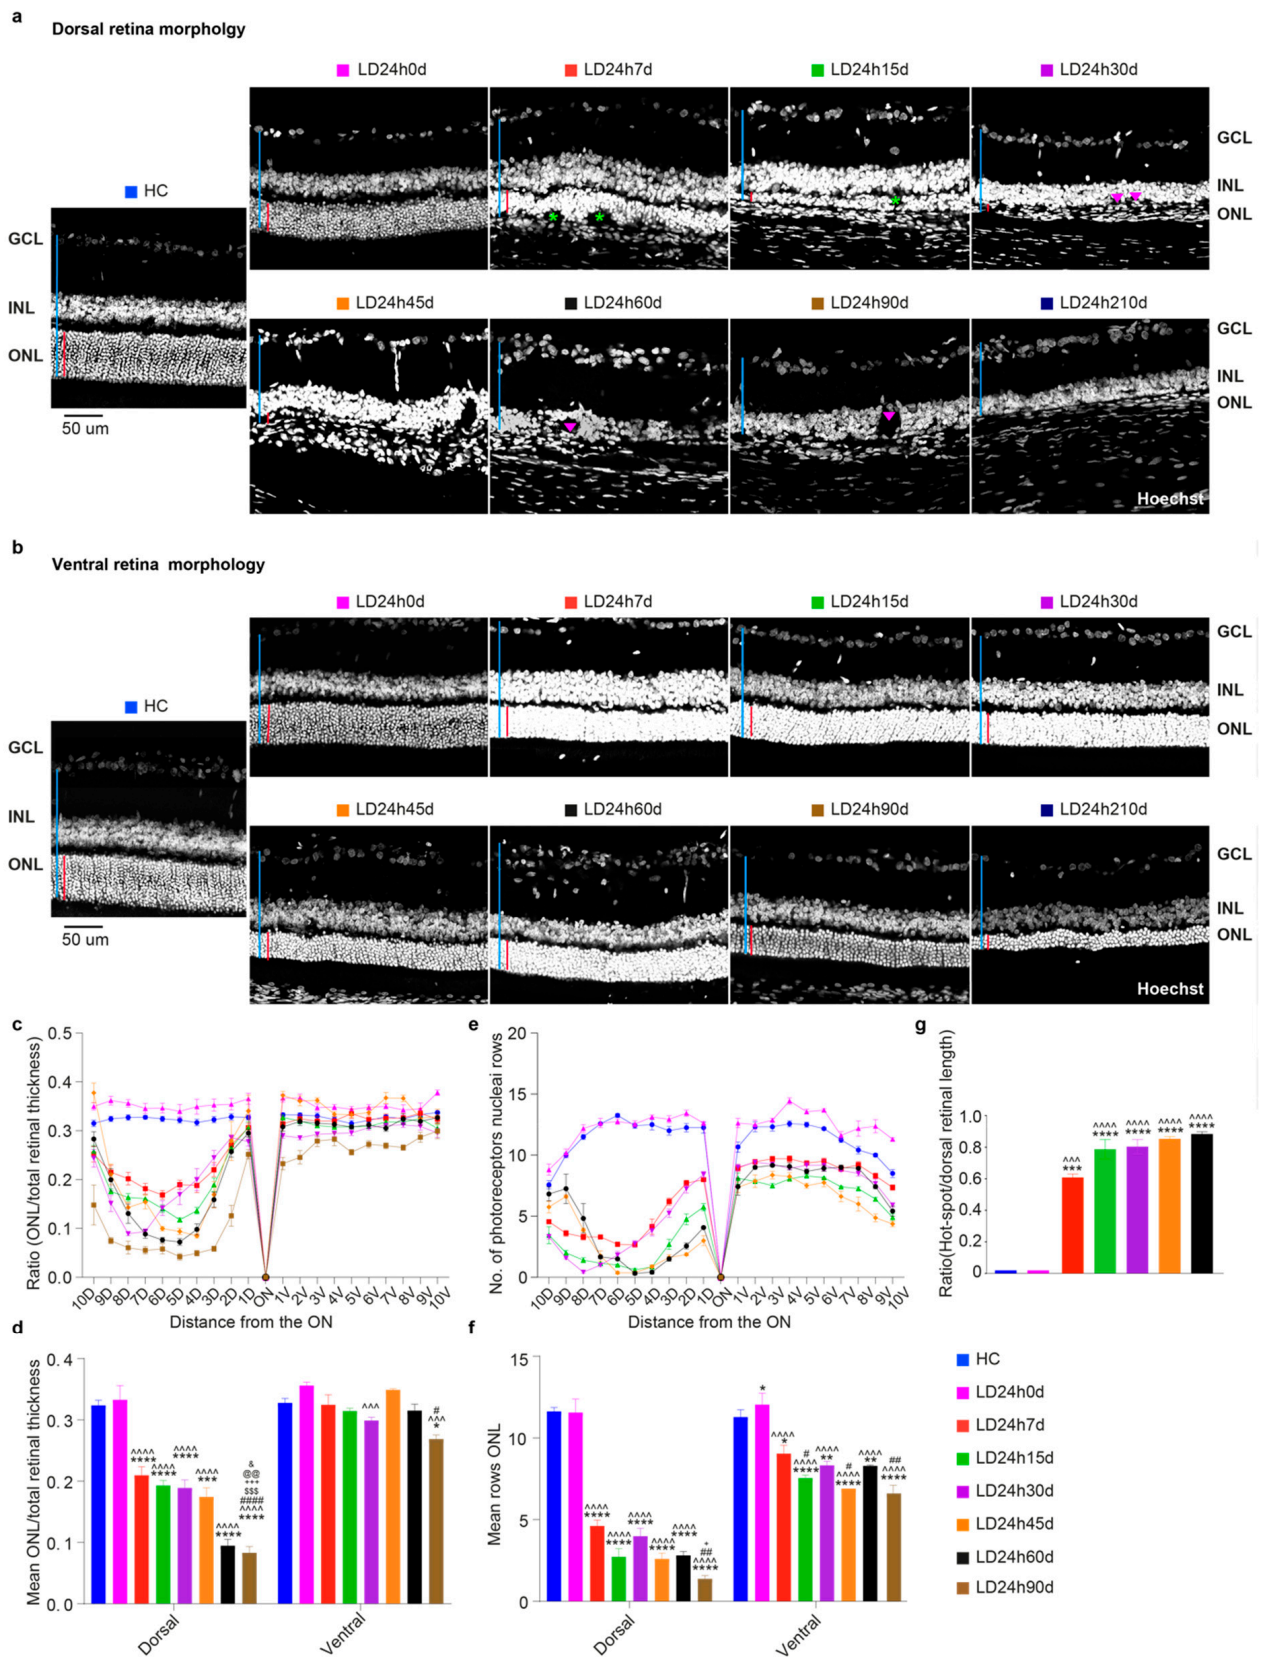 a
Dorsal retina morpholgy
LD24h0d LD24h7d LD24h15d LD24h30d
HC
GCL
INL
ONL
GCL
INL
ONL
50 um
LD24h45d LD24h60d LD24h90d LD24h210d
* * *
GCL
INL
ONL
Hoechst
b
Ventral retina morphology
LD24h0d LD24h7d LD24h15d LD24h30d
HC
GCL
INL
ONL
GCL
INL
ONL
50 um
LD24h45d LD24h60d LD24h90d LD24h210d
GCL
INL
ONL
Hoechst
c
Ratio (ONL/total retinal thickness)
0.5
0.4
0.3
0.2
0.1
0.0
10D 9D 8D 7D 6D 5D 4D 3D 2D 1D ON 1V 2V 3V 4V 5V 6V 7V 8V 9V 10V
Distance from the ON
e
No. of photoreceptors nucleai rows
20
15
10
5
0
10D 9D 8D 7D 6D 5D 4D 3D 2D 1D ON 1V 2V 3V 4V 5V 6V 7V 8V 9V 10V
Distance from the ON
g
Ratio(Hot-spot/dorsal retinal length)
1.0
0.8
0.6
0.4
0.2
0
^^^ ^^^^ ^^^^ ^^^^ ^^^^
*** **** **** **** ****
d
Mean ONL/total retinal thickness
0.4
0.3
0.2
0.1
0.0
^^^^ ^^^^ ^^^^ ^^^^ ^^^^
**** **** **** *** ****
&
@@
+++
$$$
####
^^^^
****
^^^
#
^^^
*
Dorsal Ventral
f
Mean rows ONL
15
10
5
0
^^^^ ^^^^ ^^^^ ^^^^ ^^^^
**** **** **** **** ****
+
##
^^^^
****
*
^^^^
*
#
^^^^
****
^^^^
**
#
^^^^
****
^^^^
**
##
^^^^
****
Dorsal Ventral
HC
LD24h0d
LD24h7d
LD24h15d
LD24h30d
LD24h45d
LD24h60d
LD24h90d